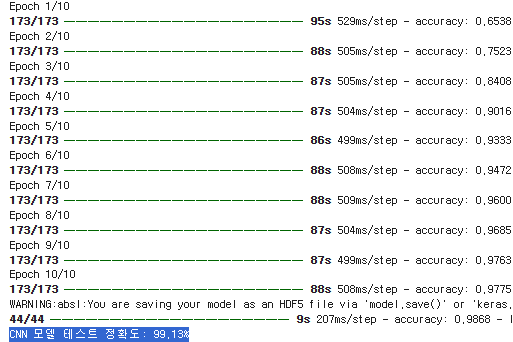 Epoch 1/10
173/173 ━━━━━━━━━━━━━━━━━━━━ 95s 529ms/step - accuracy: 0.6538
Epoch 2/10
173/173 ━━━━━━━━━━━━━━━━━━━━ 88s 505ms/step - accuracy: 0.7523
Epoch 3/10
173/173 ━━━━━━━━━━━━━━━━━━━━ 87s 505ms/step - accuracy: 0.8408
Epoch 4/10
173/173 ━━━━━━━━━━━━━━━━━━━━ 87s 504ms/step - accuracy: 0.9016
Epoch 5/10
173/173 ━━━━━━━━━━━━━━━━━━━━ 86s 499ms/step - accuracy: 0.9333
Epoch 6/10
173/173 ━━━━━━━━━━━━━━━━━━━━ 88s 508ms/step - accuracy: 0.9472
Epoch 7/10
173/173 ━━━━━━━━━━━━━━━━━━━━ 88s 509ms/step - accuracy: 0.9600
Epoch 8/10
173/173 ━━━━━━━━━━━━━━━━━━━━ 87s 504ms/step - accuracy: 0.9685
Epoch 9/10
173/173 ━━━━━━━━━━━━━━━━━━━━ 87s 499ms/step - accuracy: 0.9763
Epoch 10/10
173/173 ━━━━━━━━━━━━━━━━━━━━ 88s 508ms/step - accuracy: 0.9775
WARNING:absl:You are saving your model as an HDF5 file via 'model.save()' or 'keras.
44/44 ━━━━━━━━━━━━━━━━━━━━ 9s 207ms/step - accuracy: 0.9868 -
CNN 모델 테스트 정확도: 99.13%